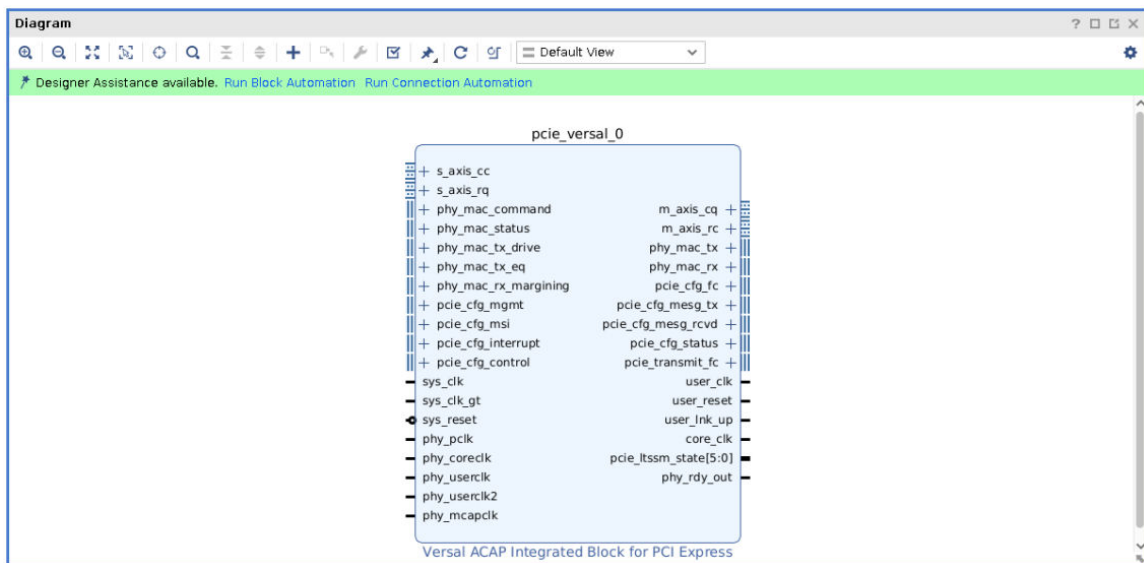 Diagram
Default View
Designer Assistance available. Run Block Automation Run Connection Automation
pcie_versal_0
s_axis_cc
s_axis_rq
phy_mac_command m_axis_cq
phy_mac_status m_axis_rc
phy_mac_tx_drive phy_mac_tx
phy_mac_tx_eq phy_mac_rx
phy_mac_rx_margining pcie_cfg_fc
pcie_cfg_mgmt pcie_cfg_mesg_tx
pcie_cfg_msi pcie_cfg_mesg_rcvd
pcie_cfg_interrupt pcie_cfg_status
pcie_cfg_control pcie_transmit_fc
sys_clk user_clk
sys_clk_gt user_reset
sys_reset user_lnk_up
phy_pclk core_clk
phy_coreclk pcie_ltssm_state[5:0]
phy_userclk phy_rdy_out
phy_userclk2
phy_mcapclk
Versal ACAP Integrated Block for PCI Express